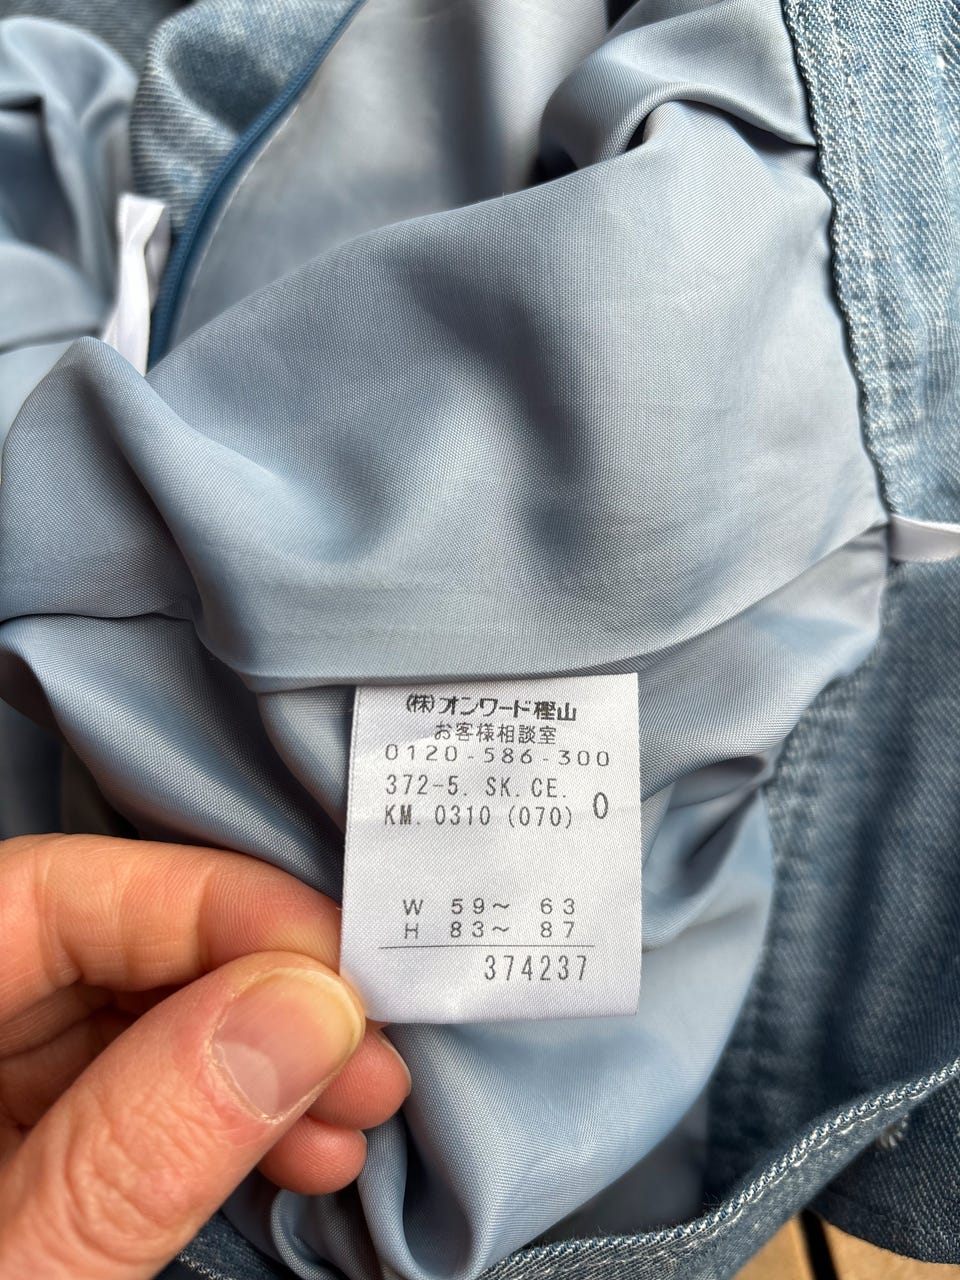 (株)オンワード樫山
お客様相談室
0120-586-300
372-5. SK. CE.
KM. 0310 (070) 0
W 59~ 63
H 83~ 87
374237